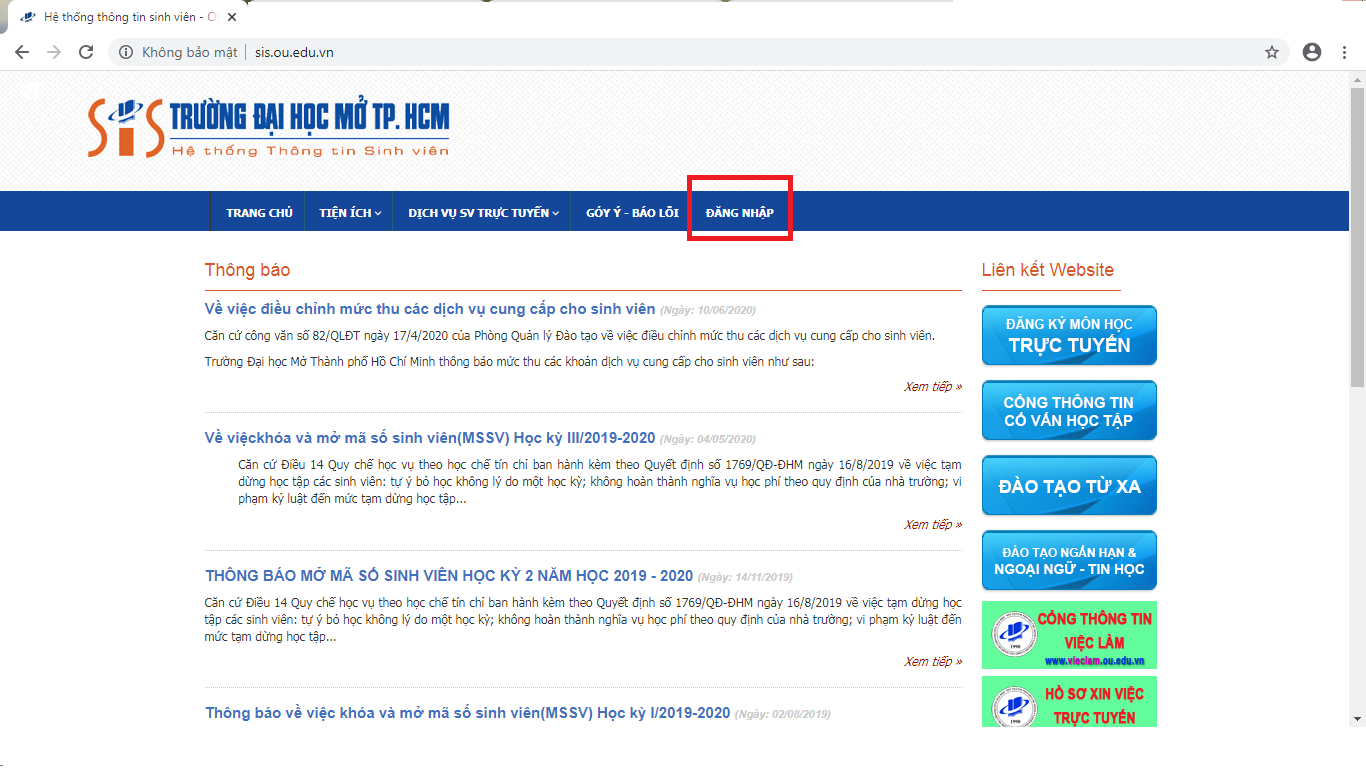 Hệ thống thông tin sinh viên - O
Không bảo mật
sis.ou.edu.vn
SiS TRƯỜNG ĐẠI HỌC MỞ TP. HCM
Hệ thống Thông tin Sinh viên
TRANG CHỦ TIỆN ÍCH DỊCH VỤ SV TRỰC TUYẾN GÓY Ý - BÁO LỖI ĐĂNG NHẬP
Thông báo
Về việc điều chỉnh mức thu các dịch vụ cung cấp cho sinh viên (Ngày: 10/06/2020)
Căn cứ công văn số 82/QLĐT ngày 17/4/2020 của Phòng Quản lý Đào tạo về việc điều chỉnh mức thu các dịch vụ cung cấp cho sinh viên.
Trường Đại học Mở Thành phố Hồ Chí Minh thông báo mức thu các khoản dịch vụ cung cấp cho sinh viên như sau:
Xem tiếp »
Về việckhóa và mở mã số sinh viên(MSSV) Học kỳ III/2019-2020 (Ngày: 04/05/2020)
Căn cứ Điều 14 Quy chế học vụ theo học chế tín chỉ ban hành kèm theo Quyết định số 1769/QĐ-ĐHM ngày 16/8/2019 về việc tạm
dừng học tập các sinh viên: tự ý bỏ học không lý do một học kỳ; không hoàn thành nghĩa vụ học phí theo quy định của nhà trường; vi
phạm kỷ luật đến mức tạm dừng học tập...
Xem tiếp »
THÔNG BÁO MỞ MÃ SỐ SINH VIÊN HỌC KỲ 2 NĂM HỌC 2019 - 2020 (Ngày: 14/11/2019)
Căn cứ Điều 14 Quy chế học vụ theo học chế tín chỉ ban hành kèm theo Quyết định số 1769/QĐ-ĐHM ngày 16/8/2019 về việc tạm dừng học
tập các sinh viên: tự ý bỏ học không lý do một học kỳ; không hoàn thành nghĩa vụ học phí theo quy định của nhà trường; vi phạm kỷ luật đến
mức tạm dừng học tập...
Xem tiếp »
Thông báo về việc khóa và mở mã số sinh viên(MSSV) Học kỳ I/2019-2020 (Ngày: 02/08/2019)
Liên kết Website
ĐĂNG KÝ MÔN HỌC
TRỰC TUYẾN
CỔNG THÔNG TIN
CỐ VẤN HỌC TẬP
ĐÀO TẠO TỪ XA
ĐÀO TẠO NGẮN HẠN &
NGOẠI NGỮ - TIN HỌC
CỔNG THÔNG TIN
VIỆC LÀM
1990
www.vieclam.ou.edu.vn
HỒ SƠ XIN VIỆC
TRỰC TUYẾN
1990